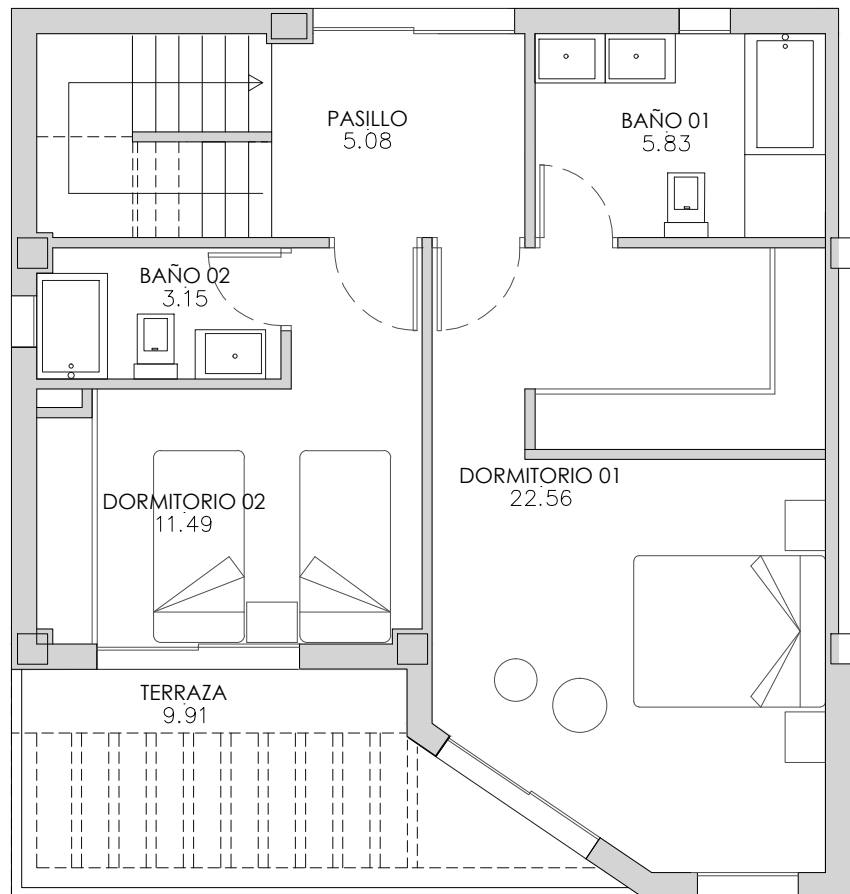 PASILLO
5.08
BAÑO 01
5.83
BAÑO 02
3.15
DORMITORIO 01
22.56
DORMITORIO 02
11.49
TERRAZA
9.91